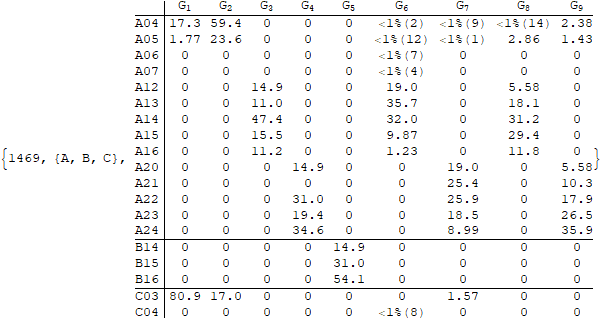 G1 G2 G3 G4 G5 G6 G7 G8 G9
A04 17.3 59.4 0 0 0 <1%(2) <1%(9) <1%(14) 2.38
A05 1.77 23.6 0 0 0 <1%(12) <1%(1) 2.86 1.43
A06 0 0 0 0 0 <1%(7) 0 0 0
A07 0 0 0 0 0 <1%(4) 0 0 0
A12 0 0 14.9 0 0 19.0 0 5.58 0
A13 0 0 11.0 0 0 35.7 0 18.1 0
A14 0 0 47.4 0 0 32.0 0 31.2 0
{1469, {A, B, C}, A15 0 0 15.5 0 0 9.87 0 29.4 0 }
A16 0 0 11.2 0 0 1.23 0 11.8 0
A20 0 0 0 14.9 0 0 19.0 0 5.58
A21 0 0 0 0 0 0 25.4 0 10.3
A22 0 0 0 31.0 0 0 25.9 0 17.9
A23 0 0 0 19.4 0 0 18.5 0 26.5
A24 0 0 0 34.6 0 0 8.99 0 35.9
B14 0 0 0 0 14.9 0 0 0 0
B15 0 0 0 0 31.0 0 0 0 0
B16 0 0 0 0 54.1 0 0 0 0
C03 80.9 17.0 0 0 0 0 1.57 0 0
C04 0 0 0 0 0 <1%(8) 0 0 0